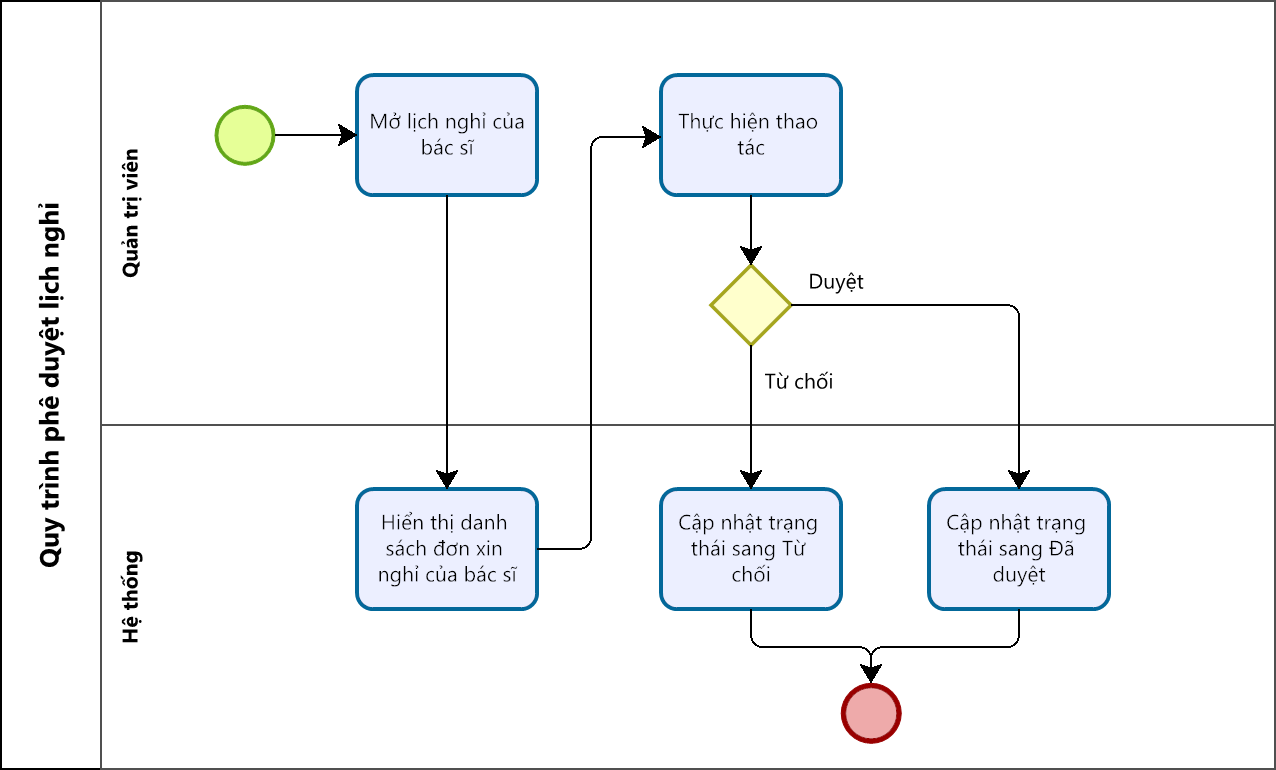 Quy trình phê duyệt lịch nghỉ
Quản trị viên
Mở lịch nghỉ của
bác sĩ
Thực hiện thao
tác
Duyệt
Từ chối
Hệ thống
Hiển thị danh
sách đơn xin
nghỉ của bác sĩ
Cập nhật trạng
thái sang Từ
chối
Cập nhật trạng
thái sang Đã
duyệt